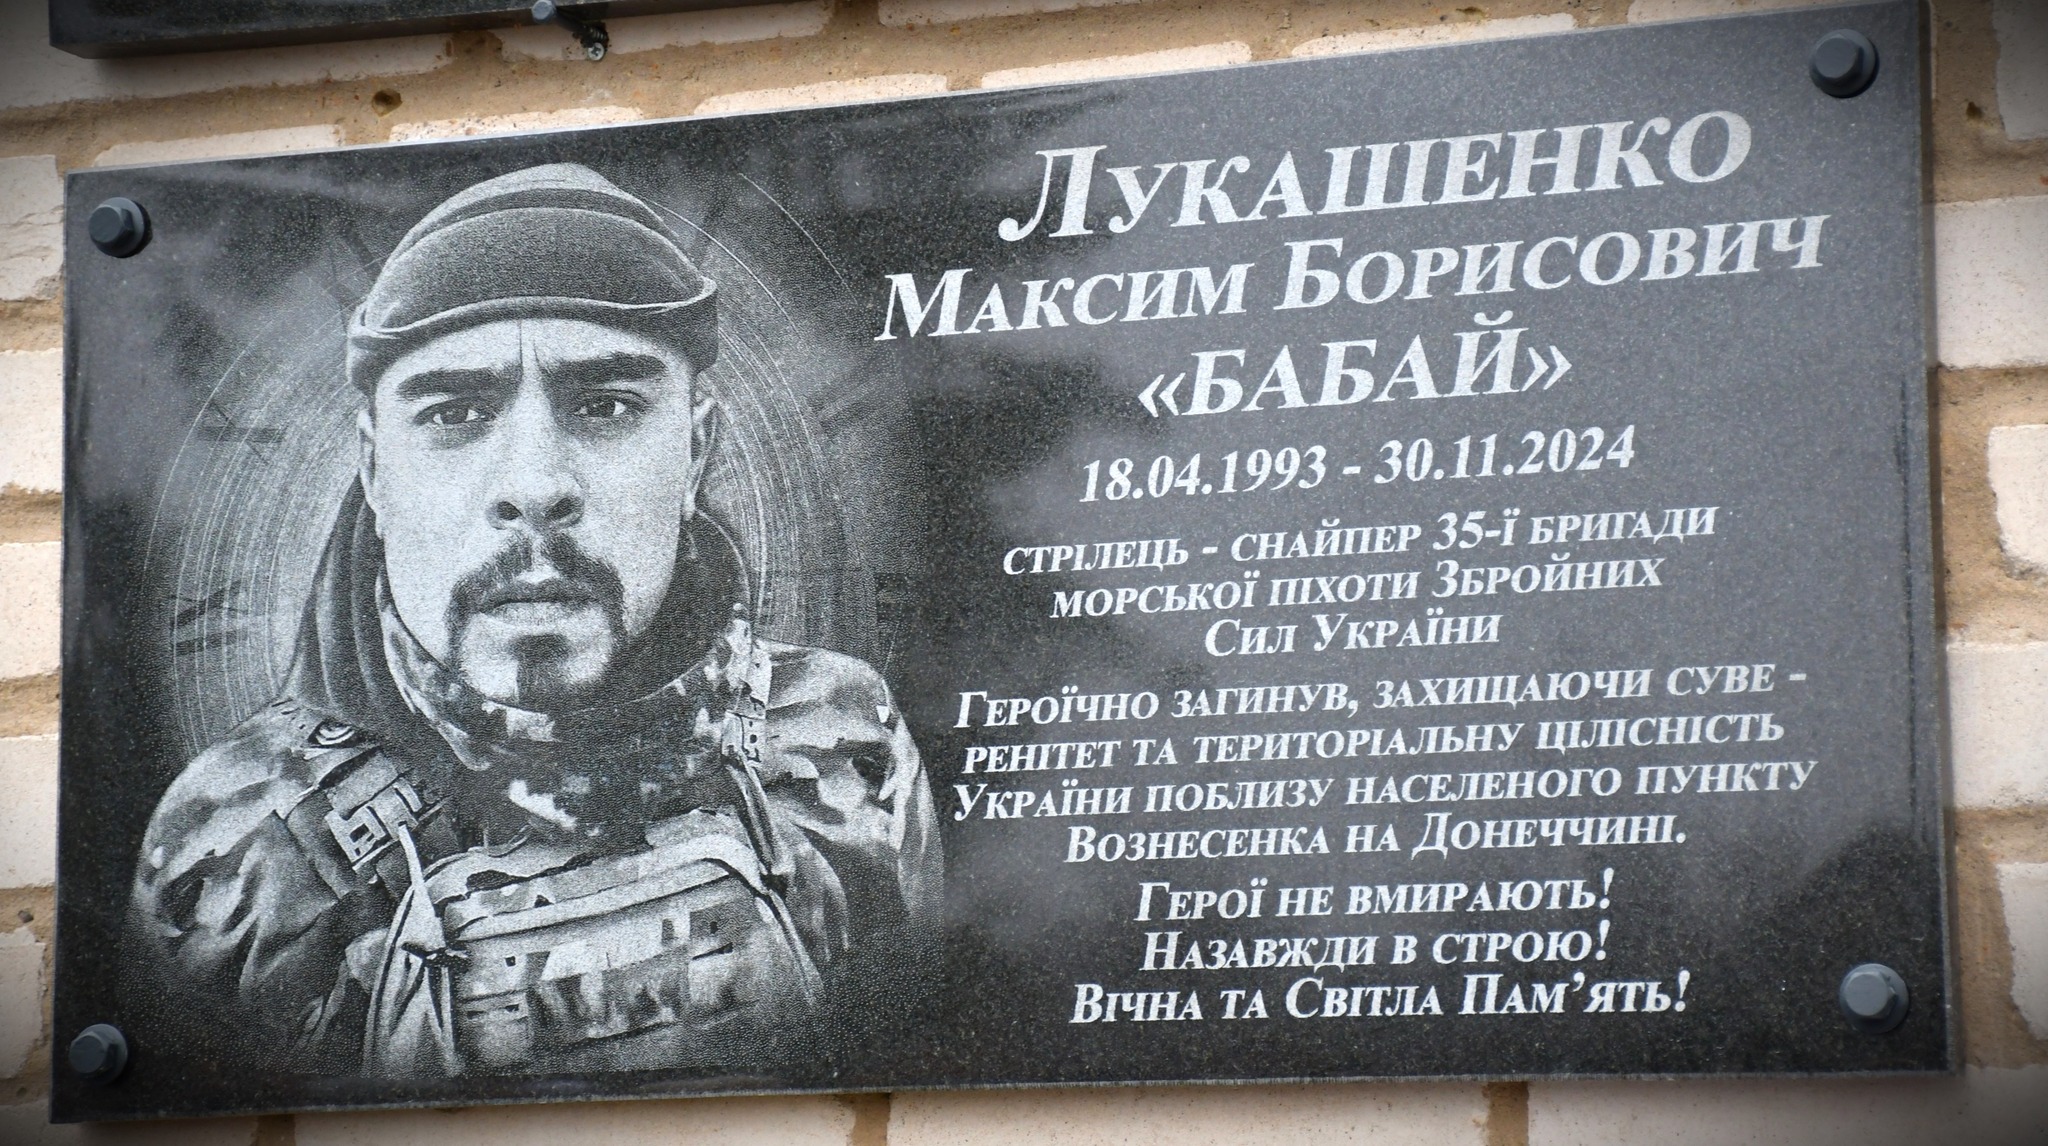 ЛУКАШЕНКО
МАКСИМ БОРИСОВИЧ
«БАБАЙ»
18.04.1993 - 30.11.2024
СТРІЛЕЦЬ - СНАЙПЕР 35-Ї БРИГАДИ
МОРСЬКОЇ ПІХОТИ ЗБРОЙНИХ
СИЛ УКРАЇНИ
ГЕРОЇЧНО ЗАГИНУВ, ЗАХИЩАЮЧИ СУВЕ -
РЕНІТЕТ ТА ТЕРИТОРІАЛЬНУ ЦІЛІСНІСТЬ
УКРАЇНИ ПОБЛИЗУ НАСЕЛЕНОГО ПУНКТУ
ВОЗНЕСЕНКА НА ДОНЕЧЧИНІ.
ГЕРОЇ НЕ ВМИРАЮТЬ!
НАЗАВЖДИ В СТРОЮ!
ВІЧНА ТА СВІТЛА ПАМ'ЯТЬ!